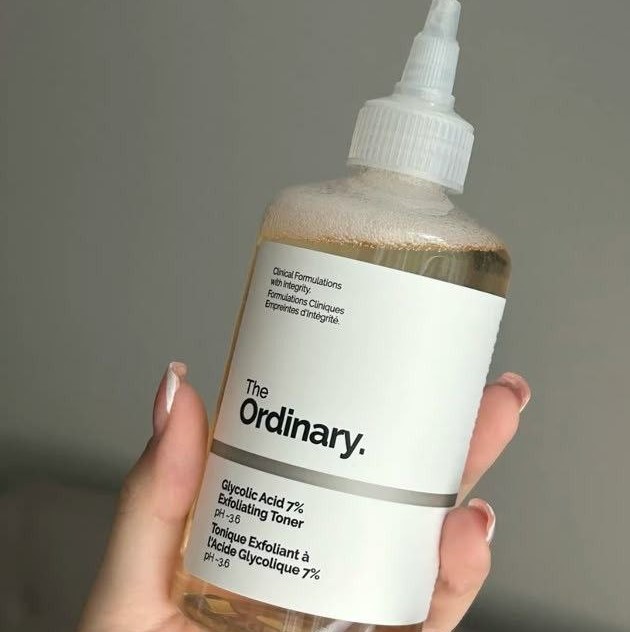 Clinical Formulations
with Integrity.
Formulations Cliniques
Empreintes d'intégrité.
The
Ordinary.
Glycolic Acid 7%
Exfoliating Toner
pH ~3.6
Tonique Exfoliant à
l'Acide Glycolique 7%
pH ~3.6